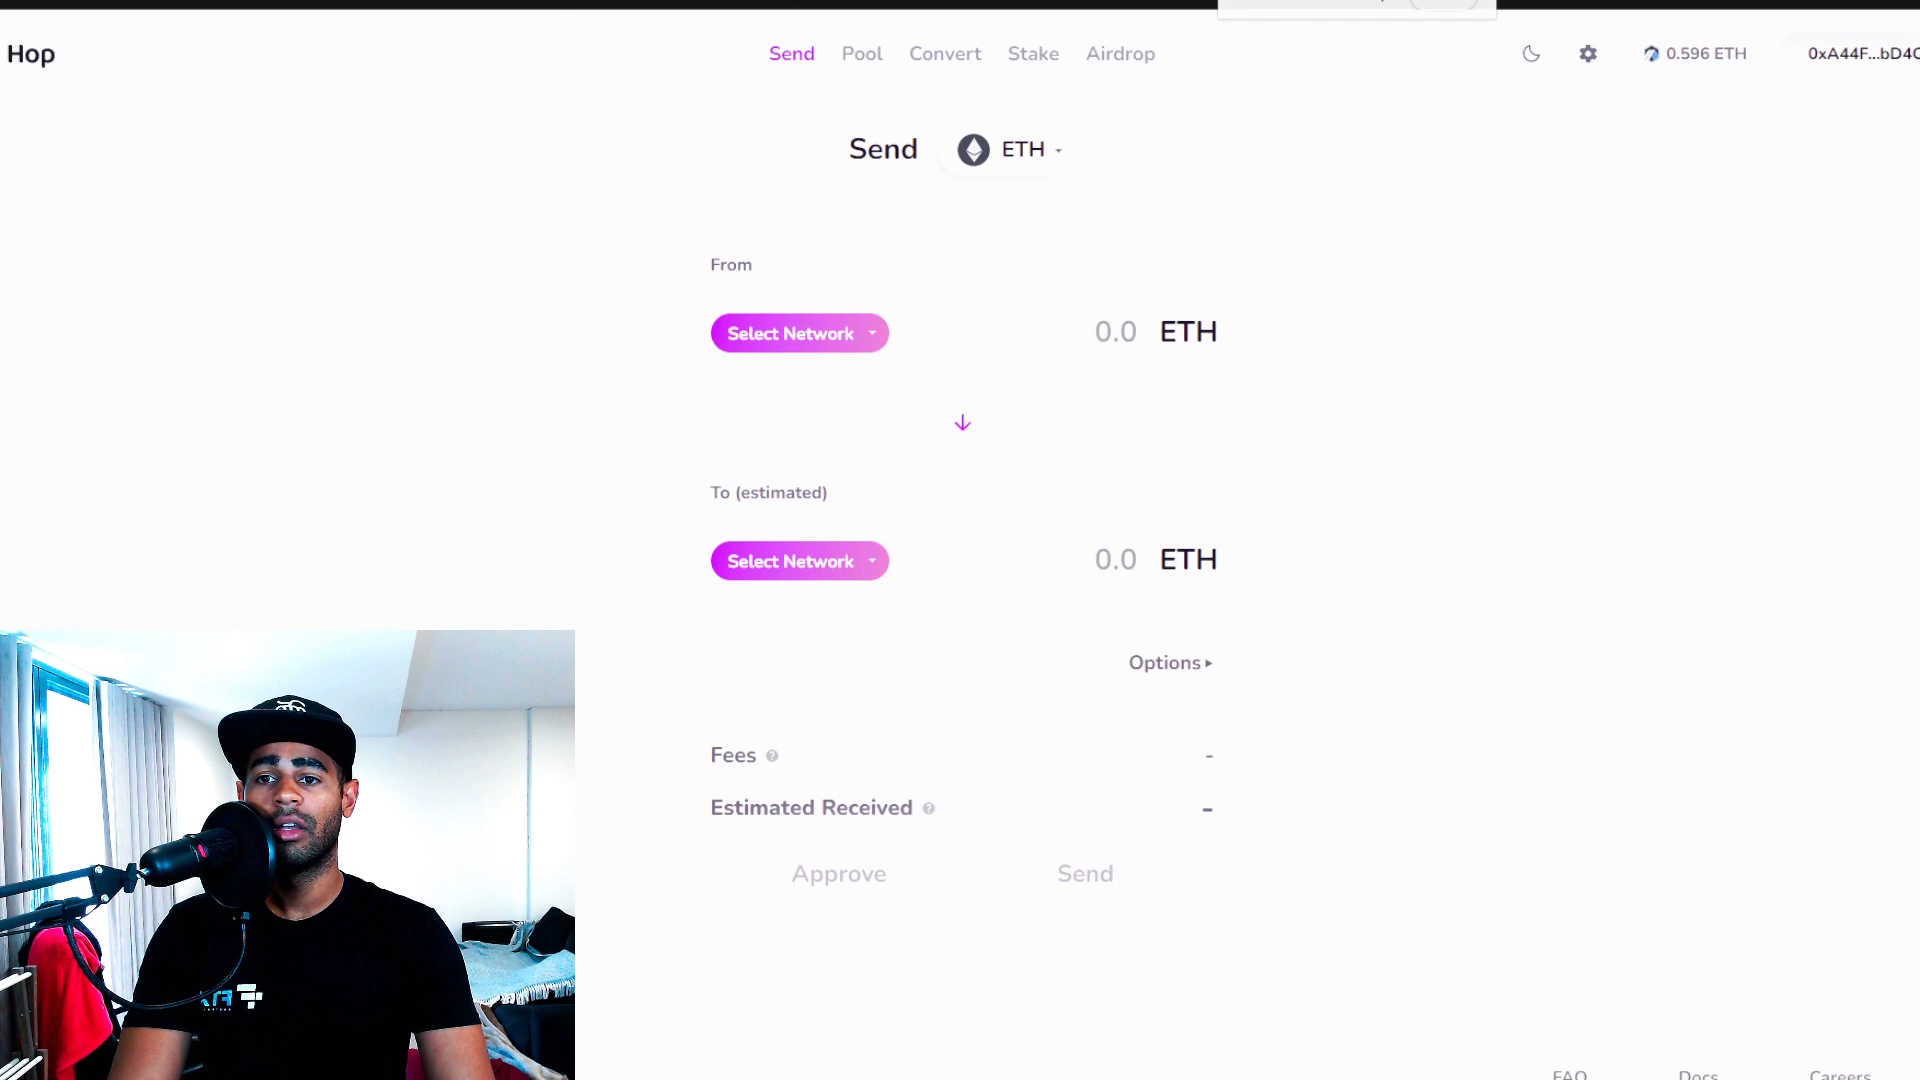 Hop
Send Pool Convert Stake Airdrop
0.596 ETH
0xA44F...bD4C
Send ETH
From
Select Network
0.0 ETH
To (estimated)
Select Network
0.0 ETH
Options
Fees
-
Estimated Received
-
Approve Send
FAQ Docs Careers